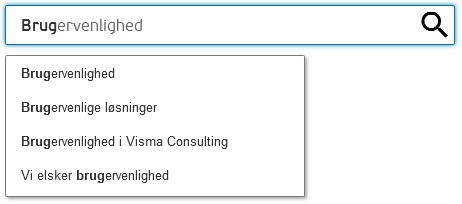 Brugervenlighed
Brugervenlighed
Brugervenlige løsninger
Brugervenlighed i Visma Consulting
Vi elsker brugervenlighed